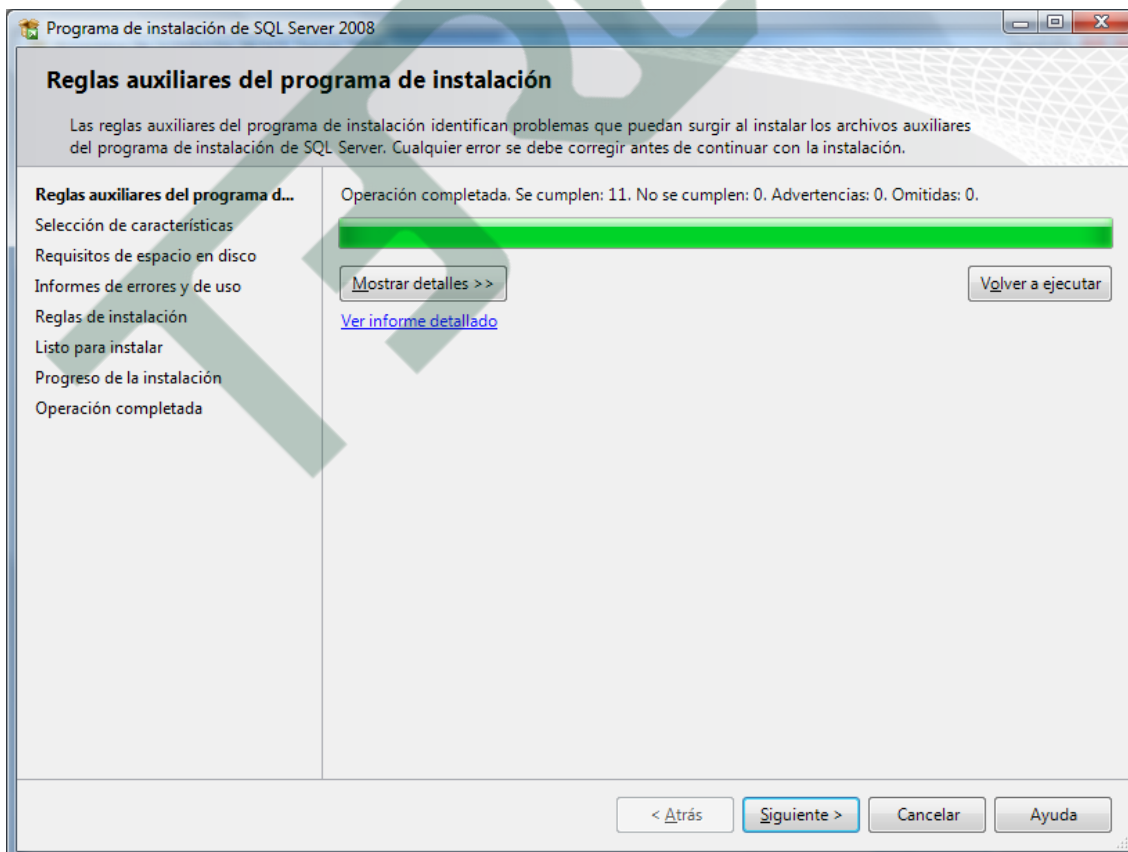 Programa de instalación de SQL Server 2008
Reglas auxiliares del programa de instalación
Las reglas auxiliares del programa de instalación identifican problemas que puedan surgir al instalar los archivos auxiliares
del programa de instalación de SQL Server. Cualquier error se debe corregir antes de continuar con la instalación.
Reglas auxiliares del programa d...
Selección de características
Requisitos de espacio en disco
Informes de errores y de uso
Reglas de instalación
Listo para instalar
Progreso de la instalación
Operación completada
Operación completada. Se cumplen: 11. No se cumplen: 0. Advertencias: 0. Omitidas: 0.
Mostrar detalles >>
Volver a ejecutar
Ver informe detallado
< Atrás
Siguiente >
Cancelar
Ayuda